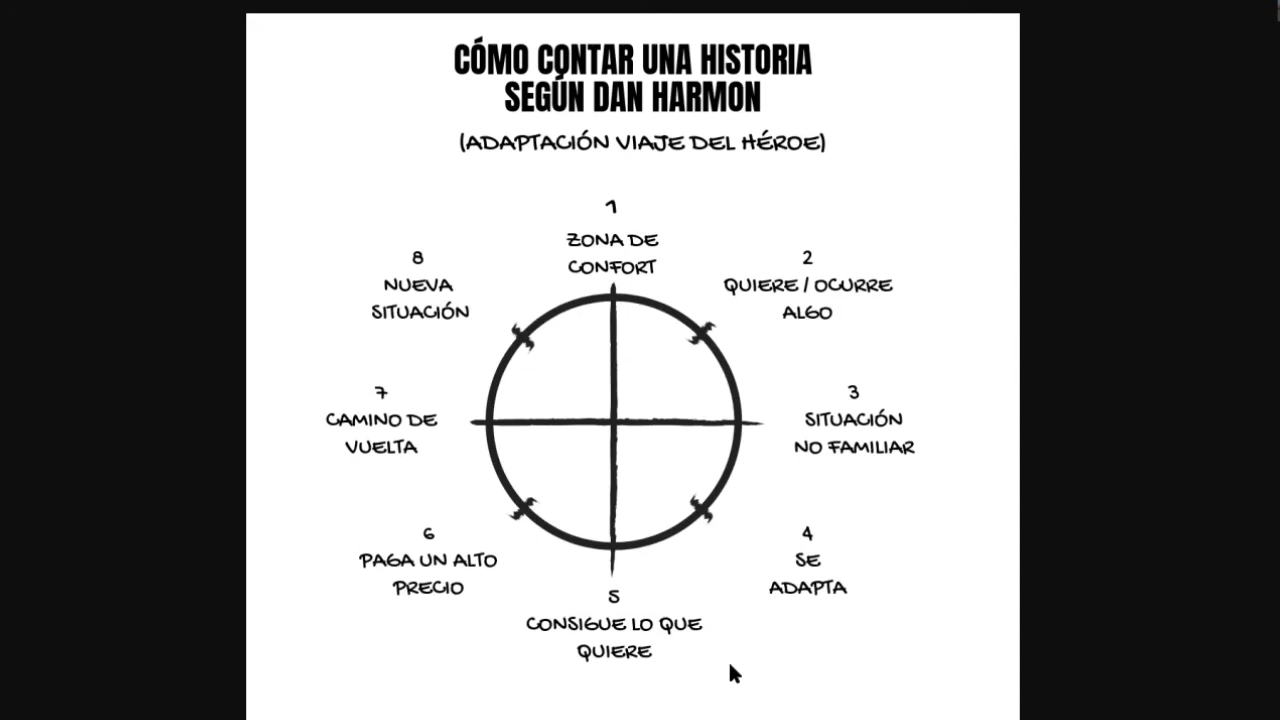 CÓMO CONTAR UNA HISTORIA
SEGÚN DAN HARMON
(ADAPTACIÓN VIAJE DEL HÉROE)
1
ZONA DE
CONFORT
2
QUIERE / OCURRE
ALGO
3
SITUACIÓN
NO FAMILIAR
4
SE
ADAPTA
5
CONSIGUE LO QUE
QUIERE
6
PAGA UN ALTO
PRECIO
7
CAMINO DE
VUELTA
8
NUEVA
SITUACIÓN